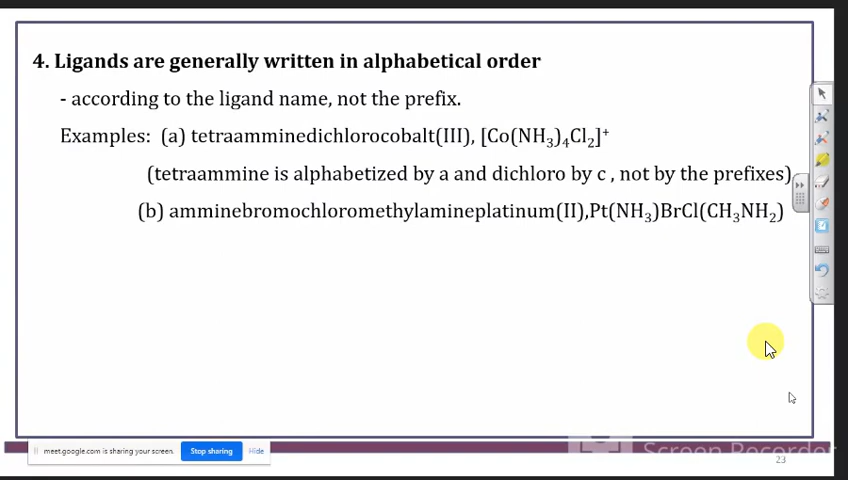 4. Ligands are generally written in alphabetical order
- according to the ligand name, not the prefix.
Examples: (a) tetraamminedichlorocobalt(III), [Co(NH₃)₄Cl₂]⁺
(tetraammine is alphabetized by a and dichloro by c , not by the prefixes)
(b) amminebromochloromethylamineplatinum(II),Pt(NH₃)BrCl(CH₃NH₂)
meet.google.com is sharing your screen. Stop sharing Hide
Screen Recorder
23